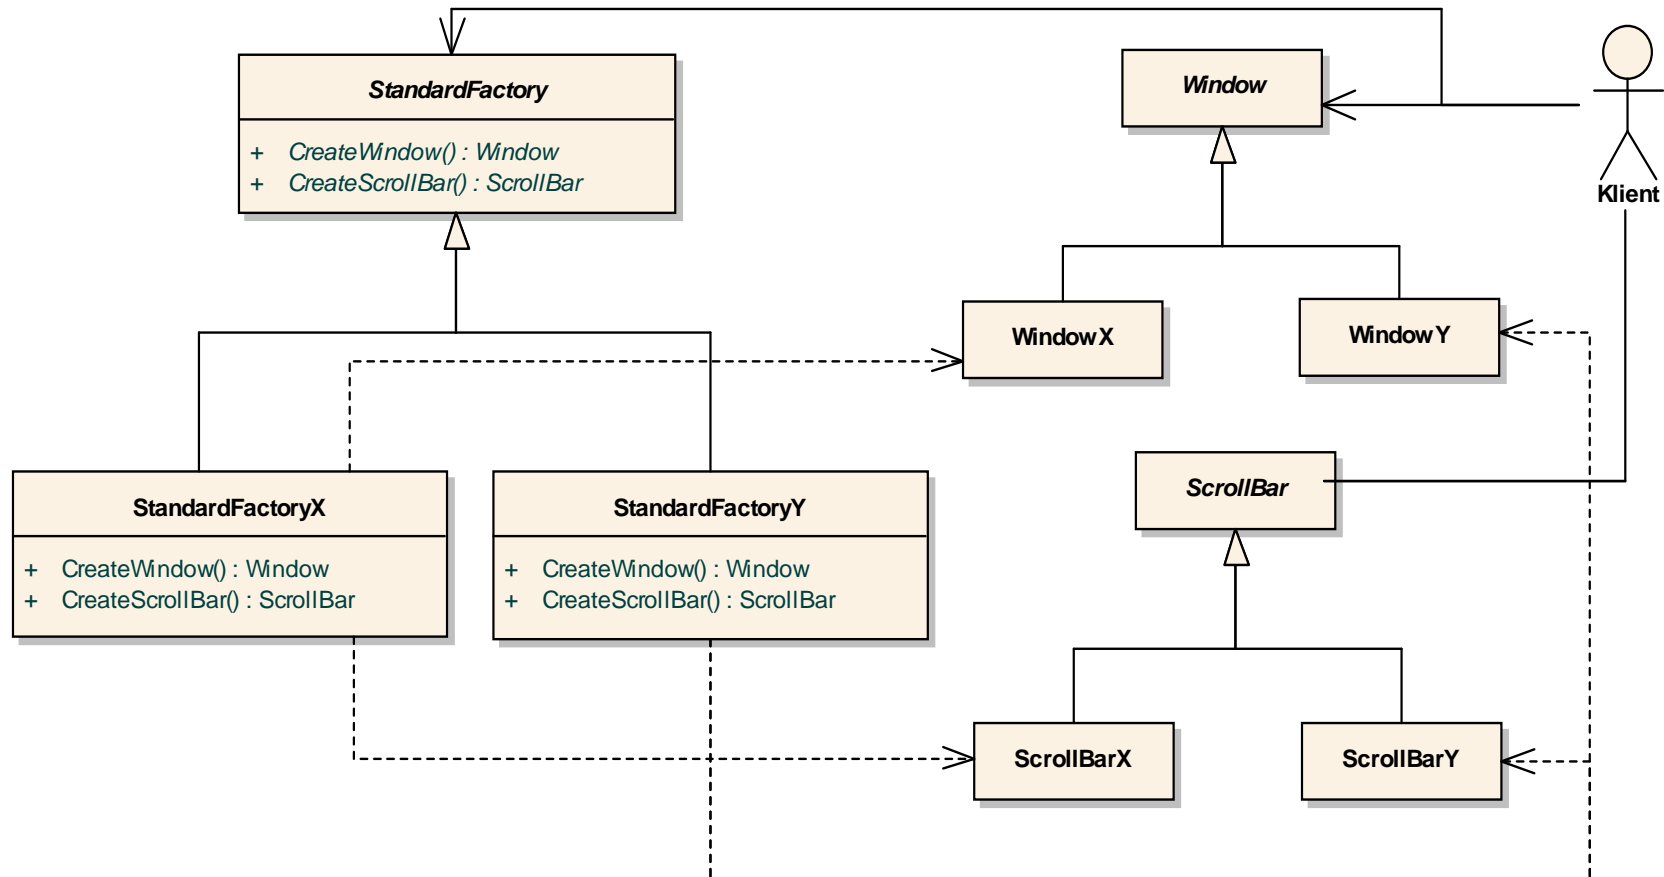 StandardFactory
+ CreateWindow() : Window
+ CreateScrollBar() : ScrollBar
Window
Klient
WindowX
WindowY
StandardFactoryX
+ CreateWindow() : Window
+ CreateScrollBar() : ScrollBar
StandardFactoryY
+ CreateWindow() : Window
+ CreateScrollBar() : ScrollBar
ScrollBar
ScrollBarX
ScrollBarY